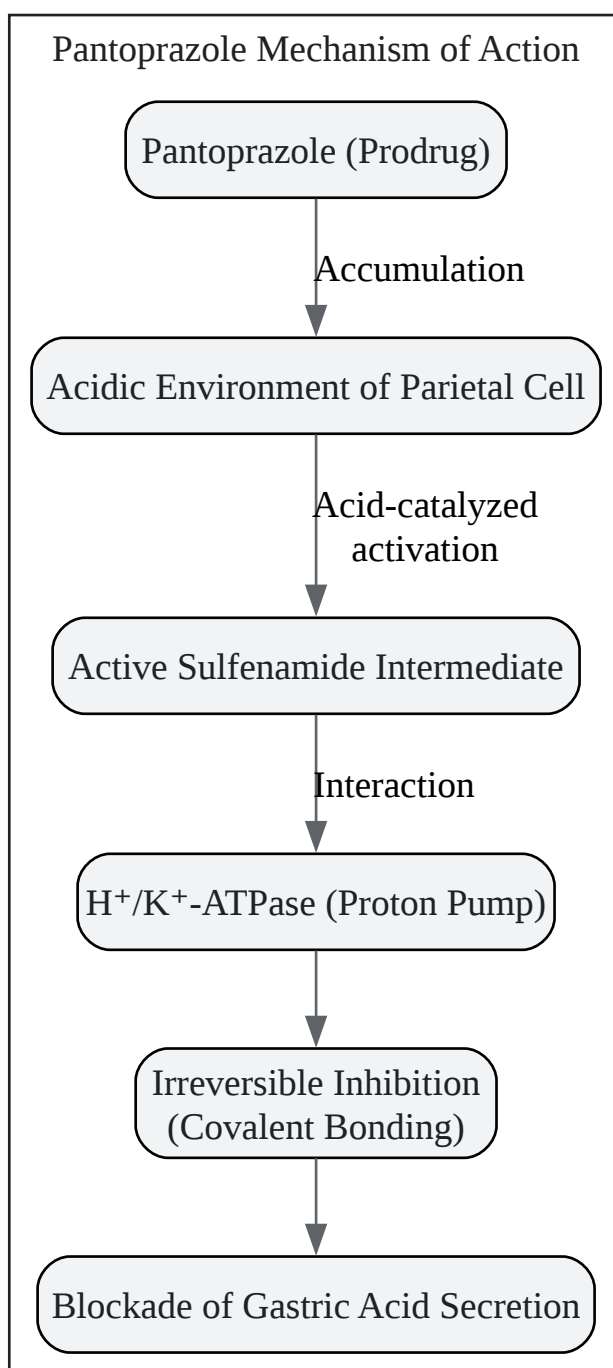 Pantoprazole Mechanism of Action
Pantoprazole (Prodrug)
Accumulation
Acidic Environment of Parietal Cell
Acid-catalyzed
activation
Active Sulfenamide Intermediate
Interaction
H⁺/K⁺-ATPase (Proton Pump)
Irreversible Inhibition
(Covalent Bonding)
Blockade of Gastric Acid Secretion